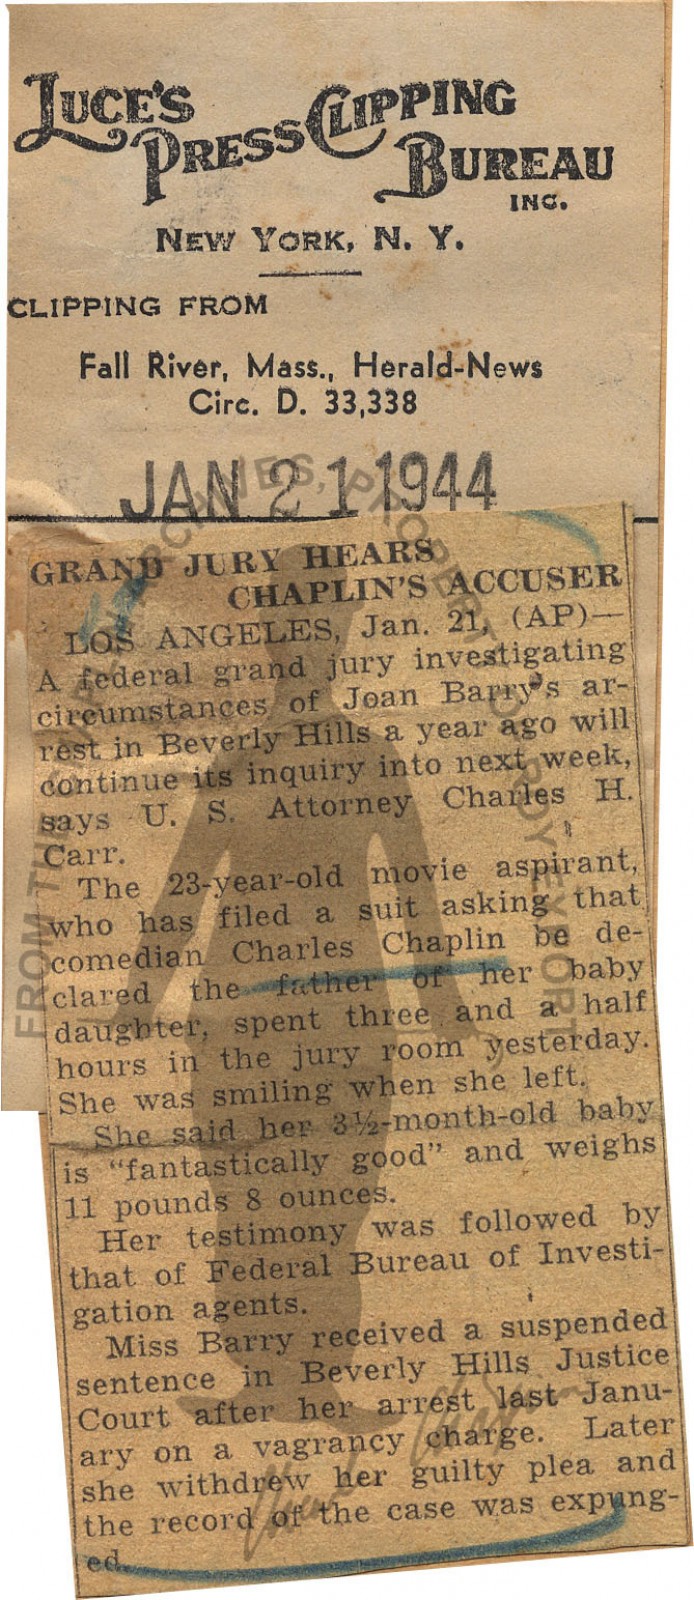 LUCE'S
PRESS CLIPPING
BUREAU
INC.
NEW YORK, N. Y.
CLIPPING FROM
Fall River, Mass., Herald-News
Circ. D. 33,338
JAN 21 1944
GRAND JURY HEARS
CHAPLIN'S ACCUSER
LOS ANGELES, Jan. 21, (AP)—
A federal grand jury investigating
circumstances of Joan Barry's ar-
rest in Beverly Hills a year ago will
continue its inquiry into next week,
says U. S. Attorney Charles H.
Carr.
The 23-year-old movie aspirant,
who has filed a suit asking that
comedian Charles Chaplin be de-
clared the father of her baby
daughter, spent three and a half
hours in the jury room yesterday.
She was smiling when she left.
She said her 3½-month-old baby
is "fantastically good" and weighs
11 pounds 8 ounces.
Her testimony was followed by
that of Federal Bureau of Investi-
gation agents.
Miss Barry received a suspended
sentence in Beverly Hills Justice
Court after her arrest last Janu-
ary on a vagrancy charge. Later
she withdrew her guilty plea and
the record of the case was expung-
ed.
FROM THE ARCHIVES, PROPERTY OF ROY EXPORT